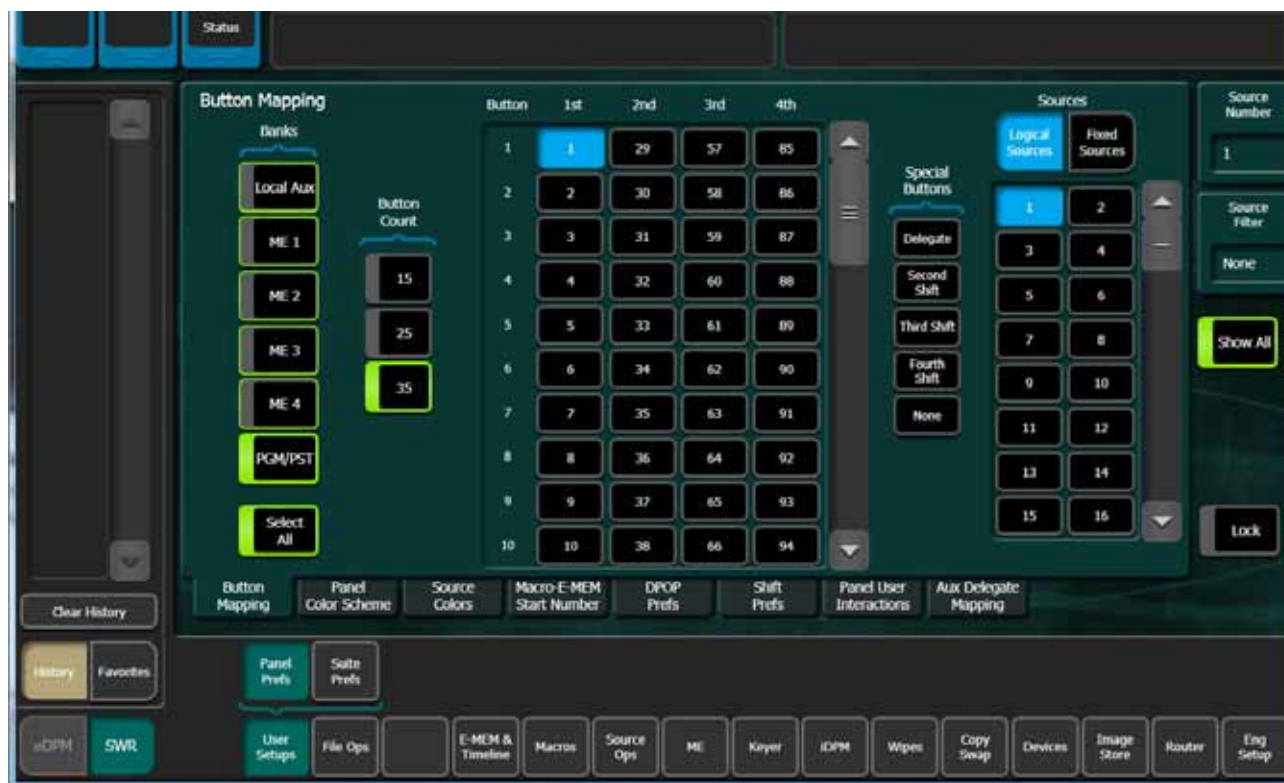 Status
Button Mapping
Banks
Local Aux
ME 1
ME 2
ME 3
ME 4
PGM/PST
Select All
Button Count
15
25
35
Button 1st 2nd 3rd 4th
1 1 29 57 85
2 2 30 58 86
3 3 31 59 87
4 4 32 60 88
5 5 33 61 89
6 6 34 62 90
7 7 35 63 91
8 8 36 64 92
9 9 37 65 93
10 10 38 66 94
Special Buttons
Delegate
Second Shift
Third Shift
Fourth Shift
None
Sources
Logical Sources Fixed Sources
1 2
3 4
5 6
7 8
9 10
11 12
13 14
15 16
Source Number
1
Source Filter
None
Show All
Lock
Button Mapping Panel Color Scheme Source Colors Macro-E-MEM Start Number DPOP Prefs Shift Prefs Panel User Interactions Aux Delegate Mapping
Clear History
History Favorites
Panel Prefs Suite Prefs
eDPM SWR User Setups File Ops E-MEM & Timeline Macros Source Ops ME Keyer iDPM Wipes Copy Swap Devices Image Store Router Eng Setup